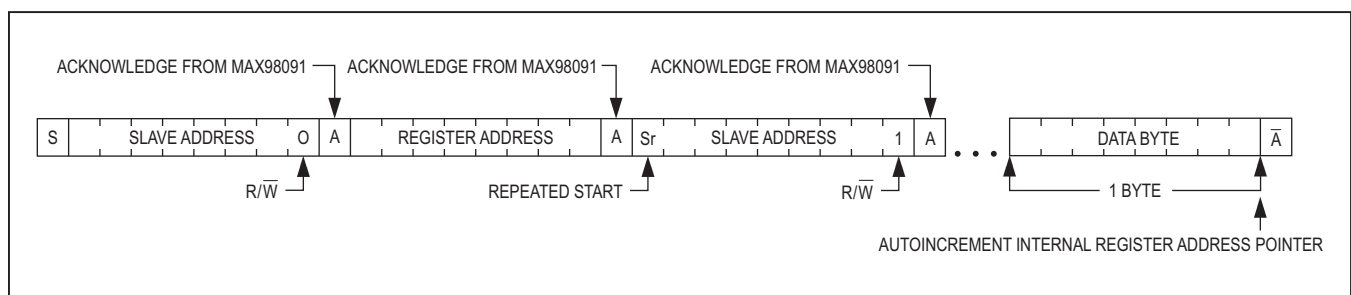 ACKNOWLEDGE FROM MAX98091 ACKNOWLEDGE FROM MAX98091 ACKNOWLEDGE FROM MAX98091
S SLAVE ADDRESS O A REGISTER ADDRESS A Sr SLAVE ADDRESS 1 A • • • DATA BYTE A̅
R/W̅ REPEATED START R/W̅ 1 BYTE
AUTOINCREMENT INTERNAL REGISTER ADDRESS POINTER